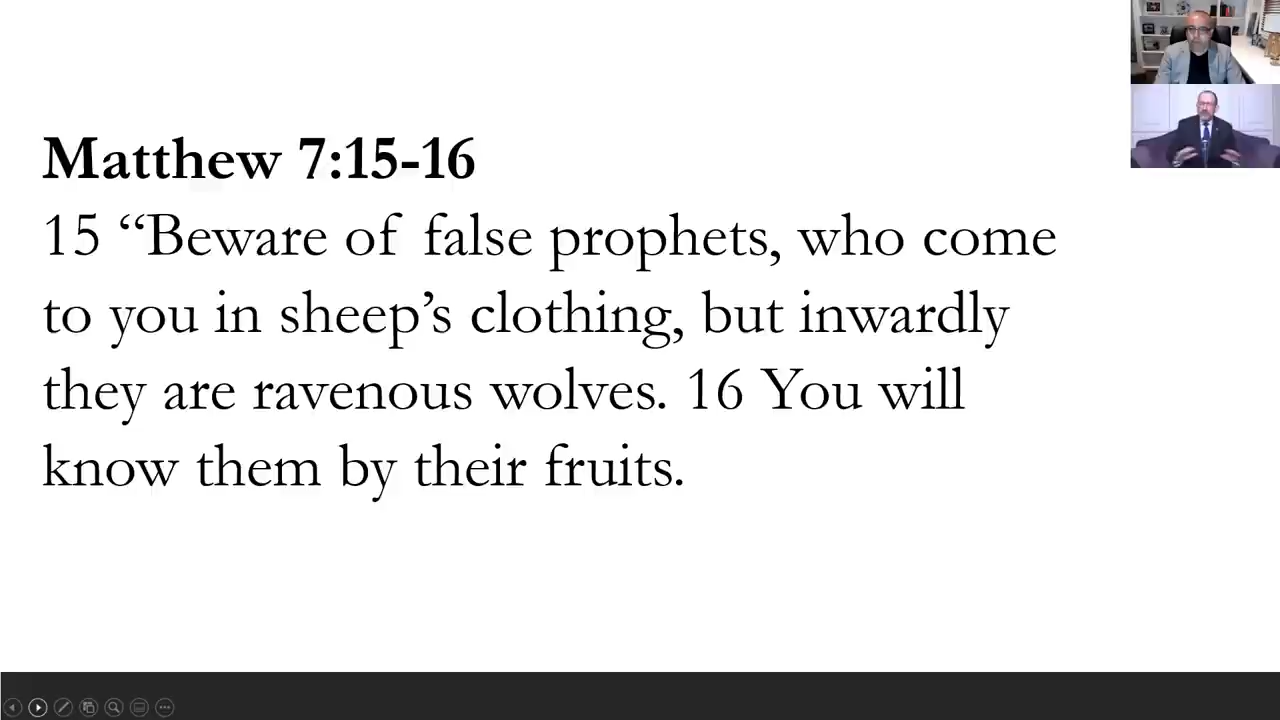 Matthew 7:15-16
15 “Beware of false prophets, who come
to you in sheep’s clothing, but inwardly
they are ravenous wolves. 16 You will
know them by their fruits.